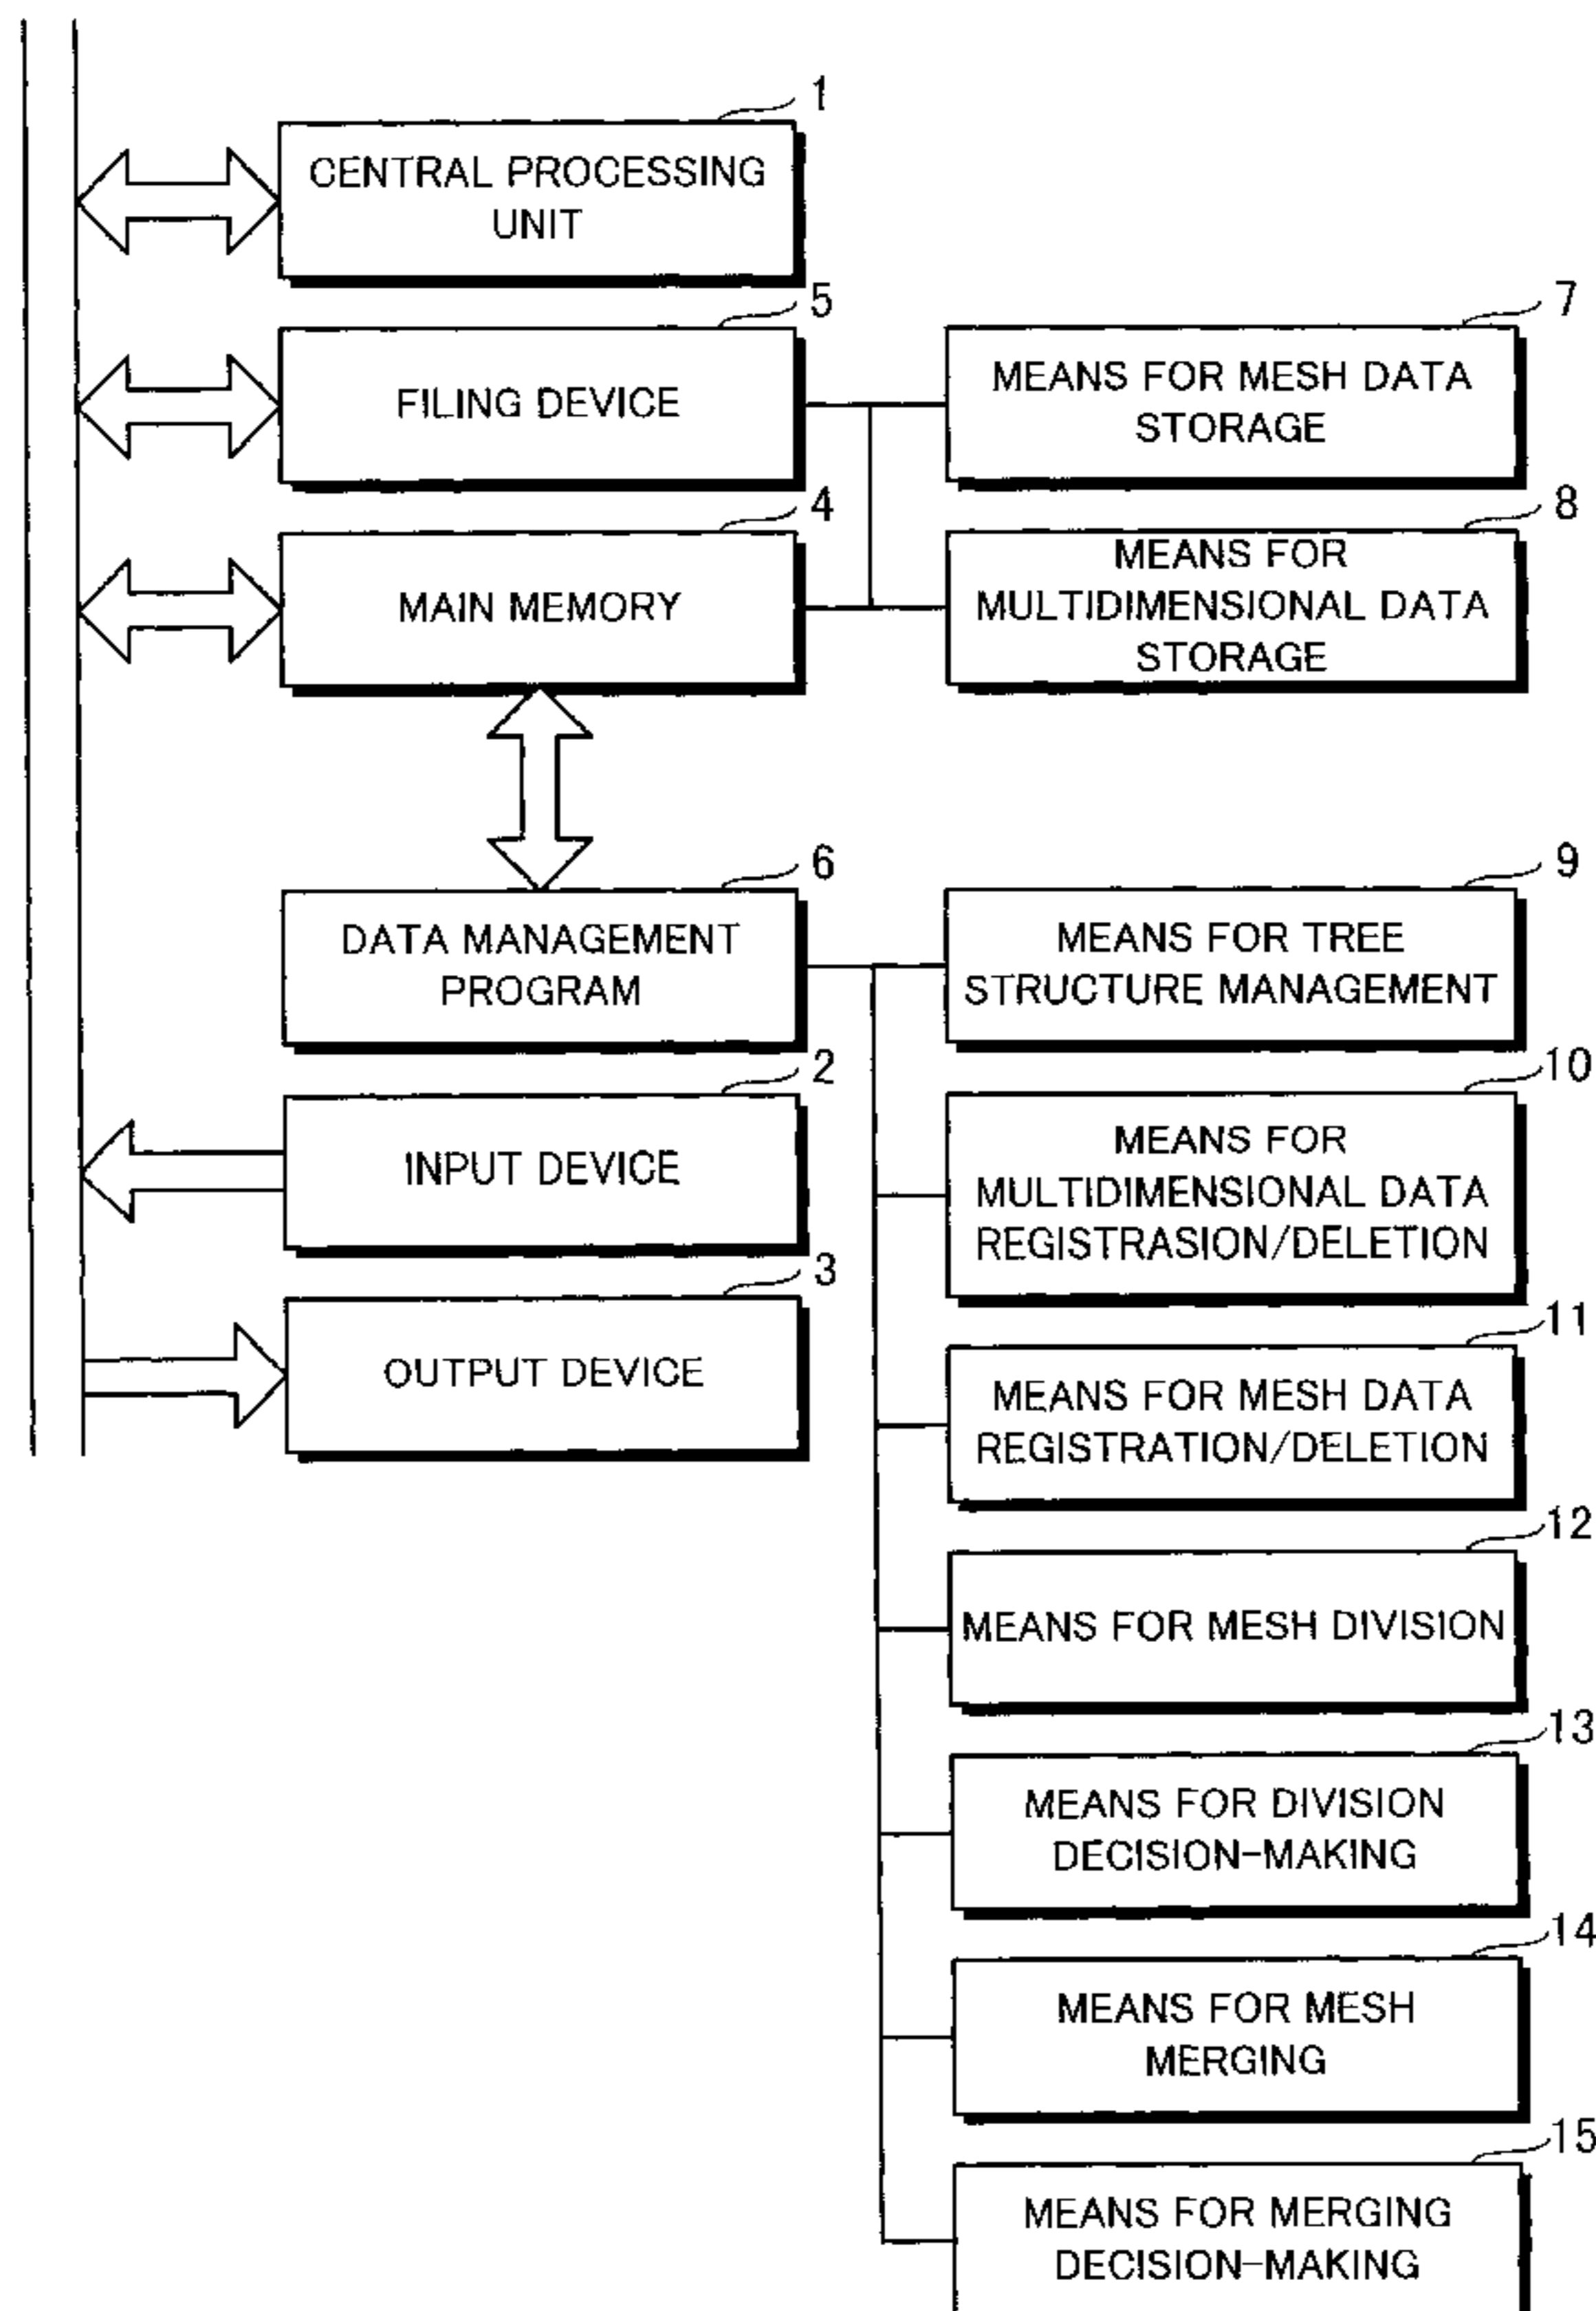 1
CENTRAL PROCESSING
UNIT
5
FILING DEVICE
7
MEANS FOR MESH DATA
STORAGE
4
MAIN MEMORY
8
MEANS FOR
MULTIDIMENSIONAL DATA
STORAGE
6
DATA MANAGEMENT
PROGRAM
9
MEANS FOR TREE
STRUCTURE MANAGEMENT
2
INPUT DEVICE
10
MEANS FOR
MULTIDIMENSIONAL DATA
REGISTRASION/DELETION
3
OUTPUT DEVICE
11
MEANS FOR MESH DATA
REGISTRATION/DELETION
12
MEANS FOR MESH DIVISION
13
MEANS FOR DIVISION
DECISION-MAKING
14
MEANS FOR MESH
MERGING
15
MEANS FOR MERGING
DECISION-MAKING